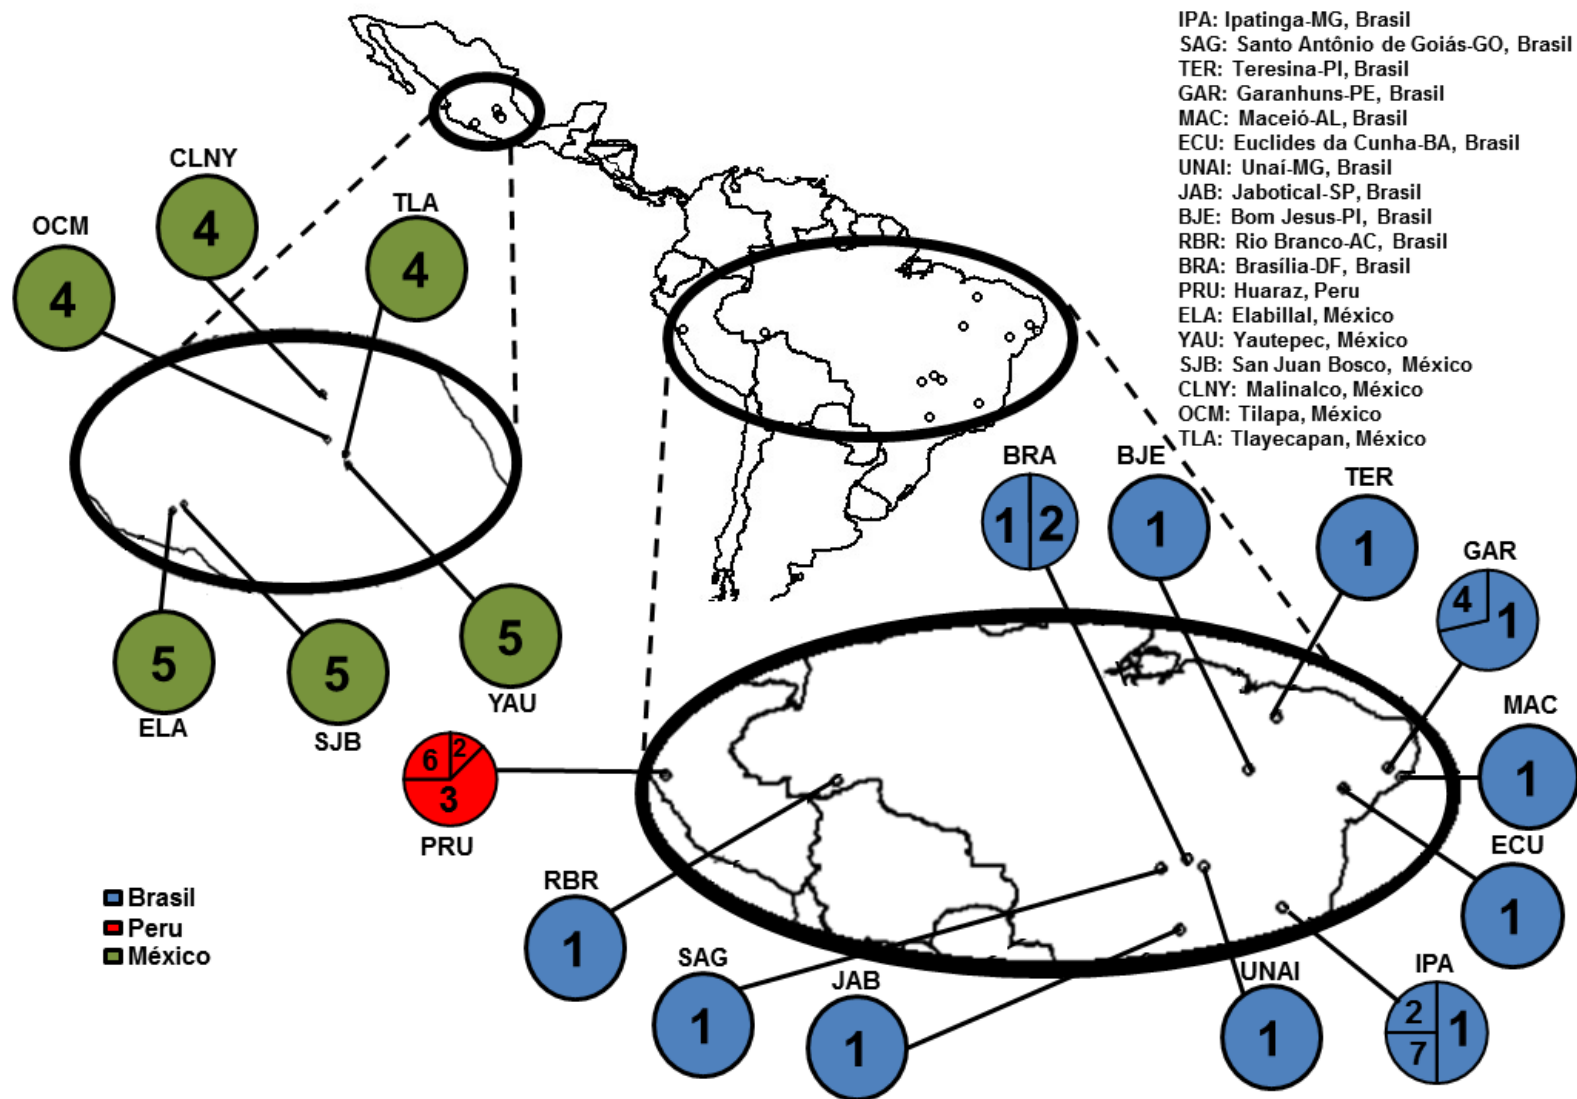 IPA: Ipatinga-MG, Brasil
SAG: Santo Antônio de Goiás-GO, Brasil
TER: Teresina-PI, Brasil
GAR: Garanhuns-PE, Brasil
MAC: Maceió-AL, Brasil
ECU: Euclides da Cunha-BA, Brasil
UNAI: Unaí-MG, Brasil
JAB: Jabotical-SP, Brasil
BJE: Bom Jesus-PI, Brasil
RBR: Rio Branco-AC, Brasil
BRA: Brasília-DF, Brasil
PRU: Huaraz, Peru
ELA: Elabillal, México
YAU: Yautepec, México
SJB: San Juan Bosco, México
CLNY: Malinalco, México
OCM: Tilapa, México
TLA: Tlayecapan, México
CLNY
4
TLA
4
OCM
4
5
ELA
5
SJB
5
YAU
BRA
1 2
BJE
1
TER
1
GAR
4 1
MAC
1
ECU
1
6 2
3
PRU
RBR
1
SAG
1
JAB
1
UNAI
1
IPA
2 1
7
Brasil
Peru
México